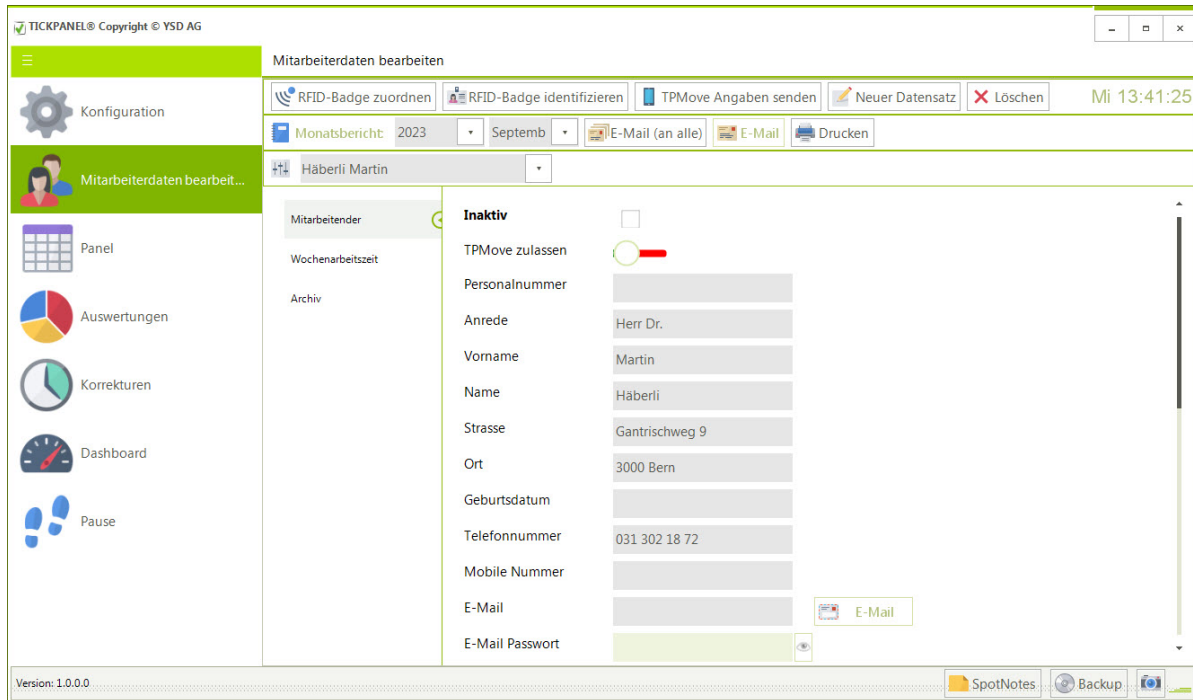 TICKPANEL® Copyright © YSD AG
Mitarbeiterdaten bearbeiten
Konfiguration
Mitarbeiterdaten bearbeit...
Panel
Auswertungen
Korrekturen
Dashboard
Pause
RFID-Badge zuordnen RFID-Badge identifizieren TPMove Angaben senden Neuer Datensatz Löschen Mi 13:41:25
Monatsbericht: 2023 Septemb E-Mail (an alle) E-Mail Drucken
Häberli Martin
Mitarbeitender
Wochenarbeitszeit
Archiv
Inaktiv
TPMove zulassen
Personalnummer
Anrede Herr Dr.
Vorname Martin
Name Häberli
Strasse Gantrischweg 9
Ort 3000 Bern
Geburtsdatum
Telefonnummer 031 302 18 72
Mobile Nummer
E-Mail E-Mail
E-Mail Passwort
Version: 1.0.0.0 SpotNotes Backup